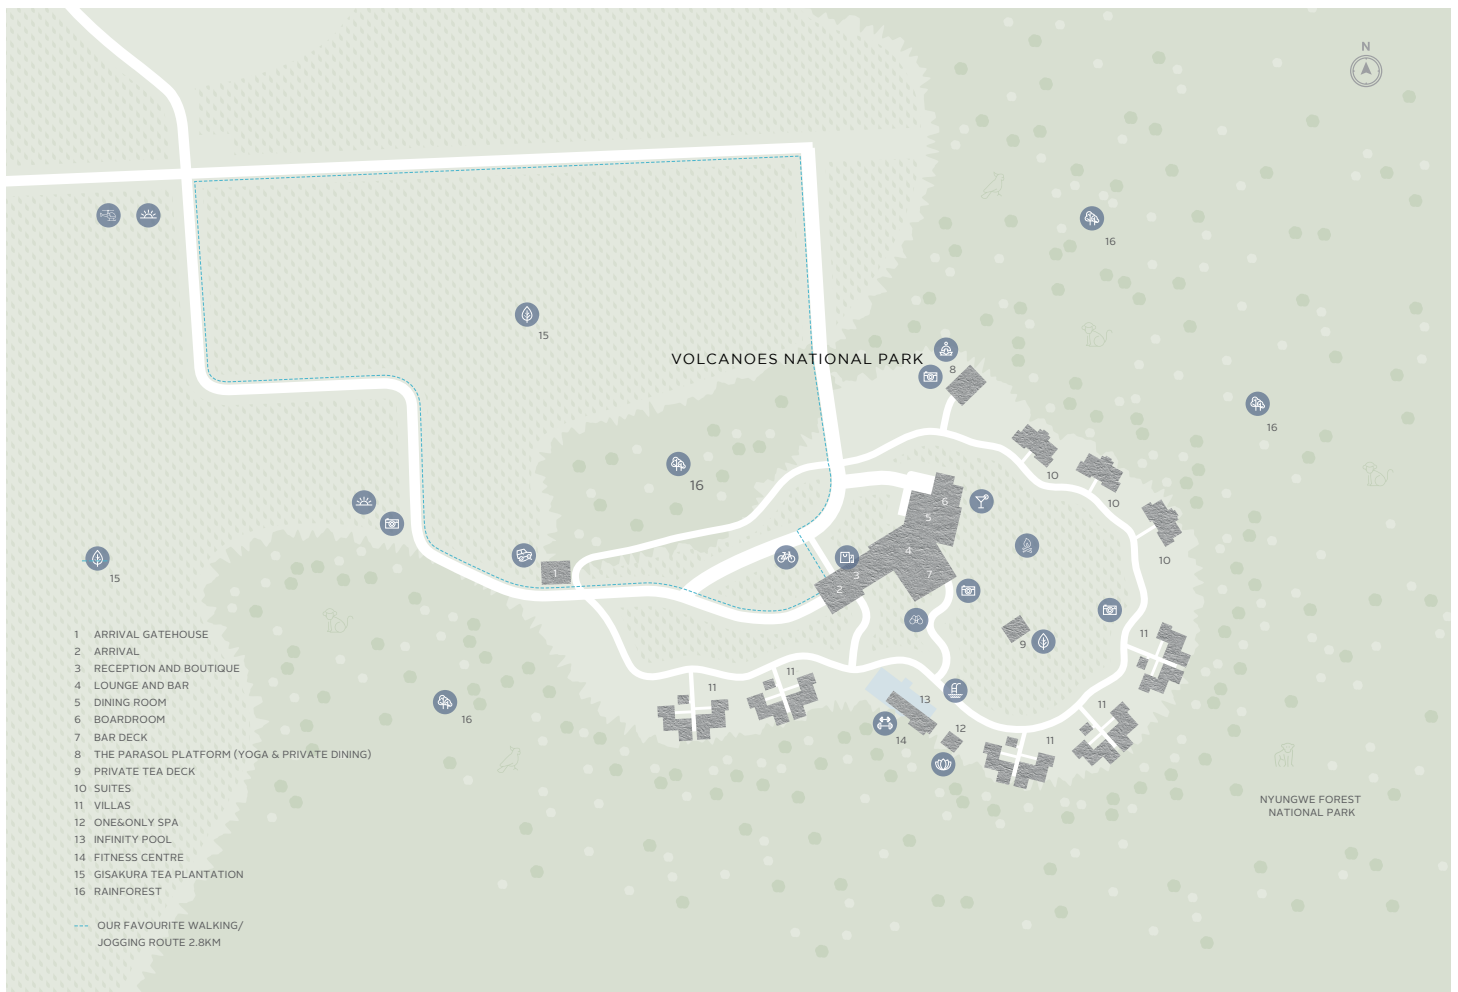 N
16
15
VOLCANOES NATIONAL PARK
8
16
16
10
10
10
6
5
4
3
2
7
1
15
9
11
11
11
11
11
12
13
14
16
1 ARRIVAL GATEHOUSE
2 ARRIVAL
3 RECEPTION AND BOUTIQUE
4 LOUNGE AND BAR
5 DINING ROOM
6 BOARDROOM
7 BAR DECK
8 THE PARASOL PLATFORM (YOGA & PRIVATE DINING)
9 PRIVATE TEA DECK
10 SUITES
11 VILLAS
12 ONE&ONLY SPA
13 INFINITY POOL
14 FITNESS CENTRE
15 GISAKURA TEA PLANTATION
16 RAINFOREST
OUR FAVOURITE WALKING/
JOGGING ROUTE 2.8KM
NYUNGWE FOREST
NATIONAL PARK